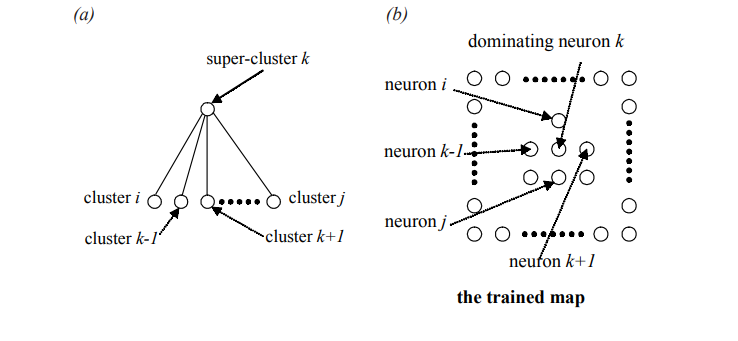 (a)
super-cluster k
cluster i
cluster j
cluster k-1
cluster k+1
(b)
dominating neuron k
neuron i
neuron k-1
neuron j
neuron k+1
the trained map